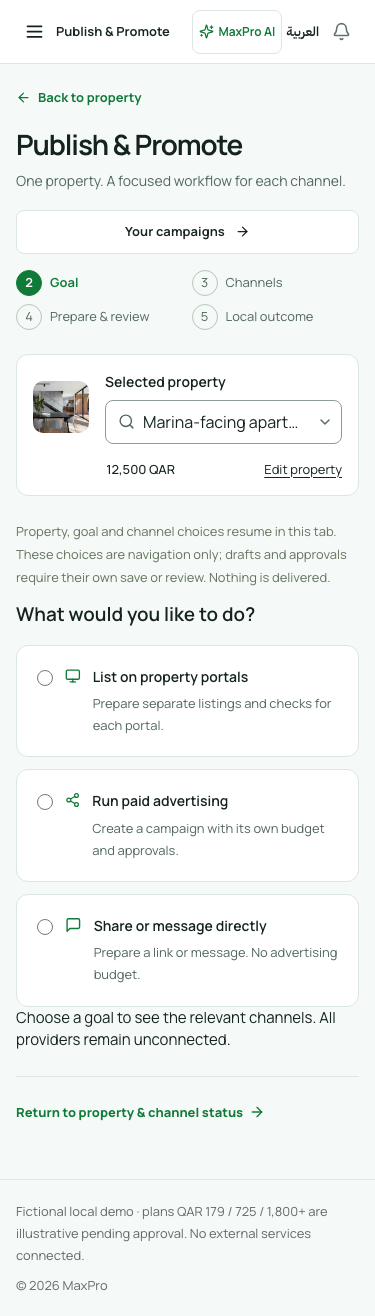 Publish & Promote
MaxPro AI
العربية
Back to property
Publish & Promote
One property. A focused workflow for each channel.
Your campaigns
2 Goal
3 Channels
4 Prepare & review
5 Local outcome
Selected property
Marina-facing apart...
12,500 QAR
Edit property
Property, goal and channel choices resume in this tab.
These choices are navigation only; drafts and approvals
require their own save or review. Nothing is delivered.
What would you like to do?
List on property portals
Prepare separate listings and checks for
each portal.
Run paid advertising
Create a campaign with its own budget
and approvals.
Share or message directly
Prepare a link or message. No advertising
budget.
Choose a goal to see the relevant channels. All
providers remain unconnected.
Return to property & channel status
Fictional local demo · plans QAR 179 / 725 / 1,800+ are
illustrative pending approval. No external services
connected.
© 2026 MaxPro